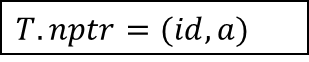 T.nptr = (id, a)